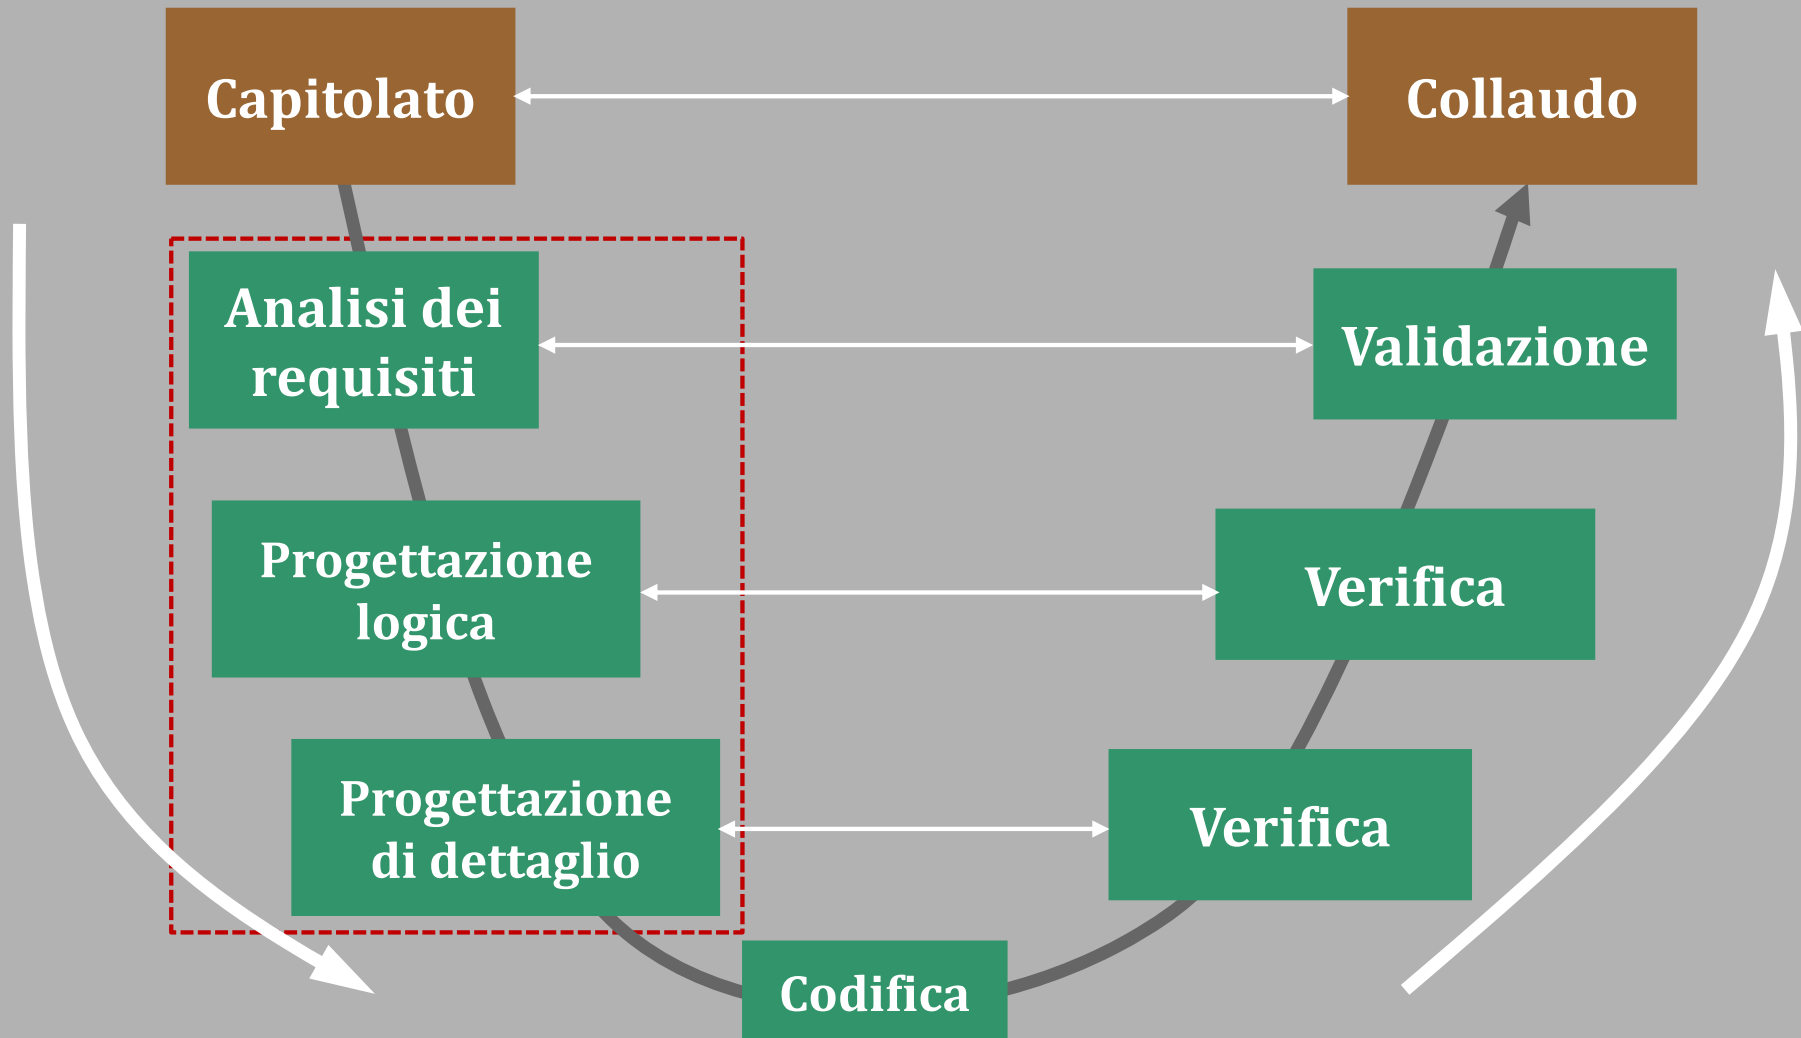 Capitolato
Collaudo
Analisi dei
requisiti
Validazione
Progettazione
logica
Verifica
Progettazione
di dettaglio
Verifica
Codifica